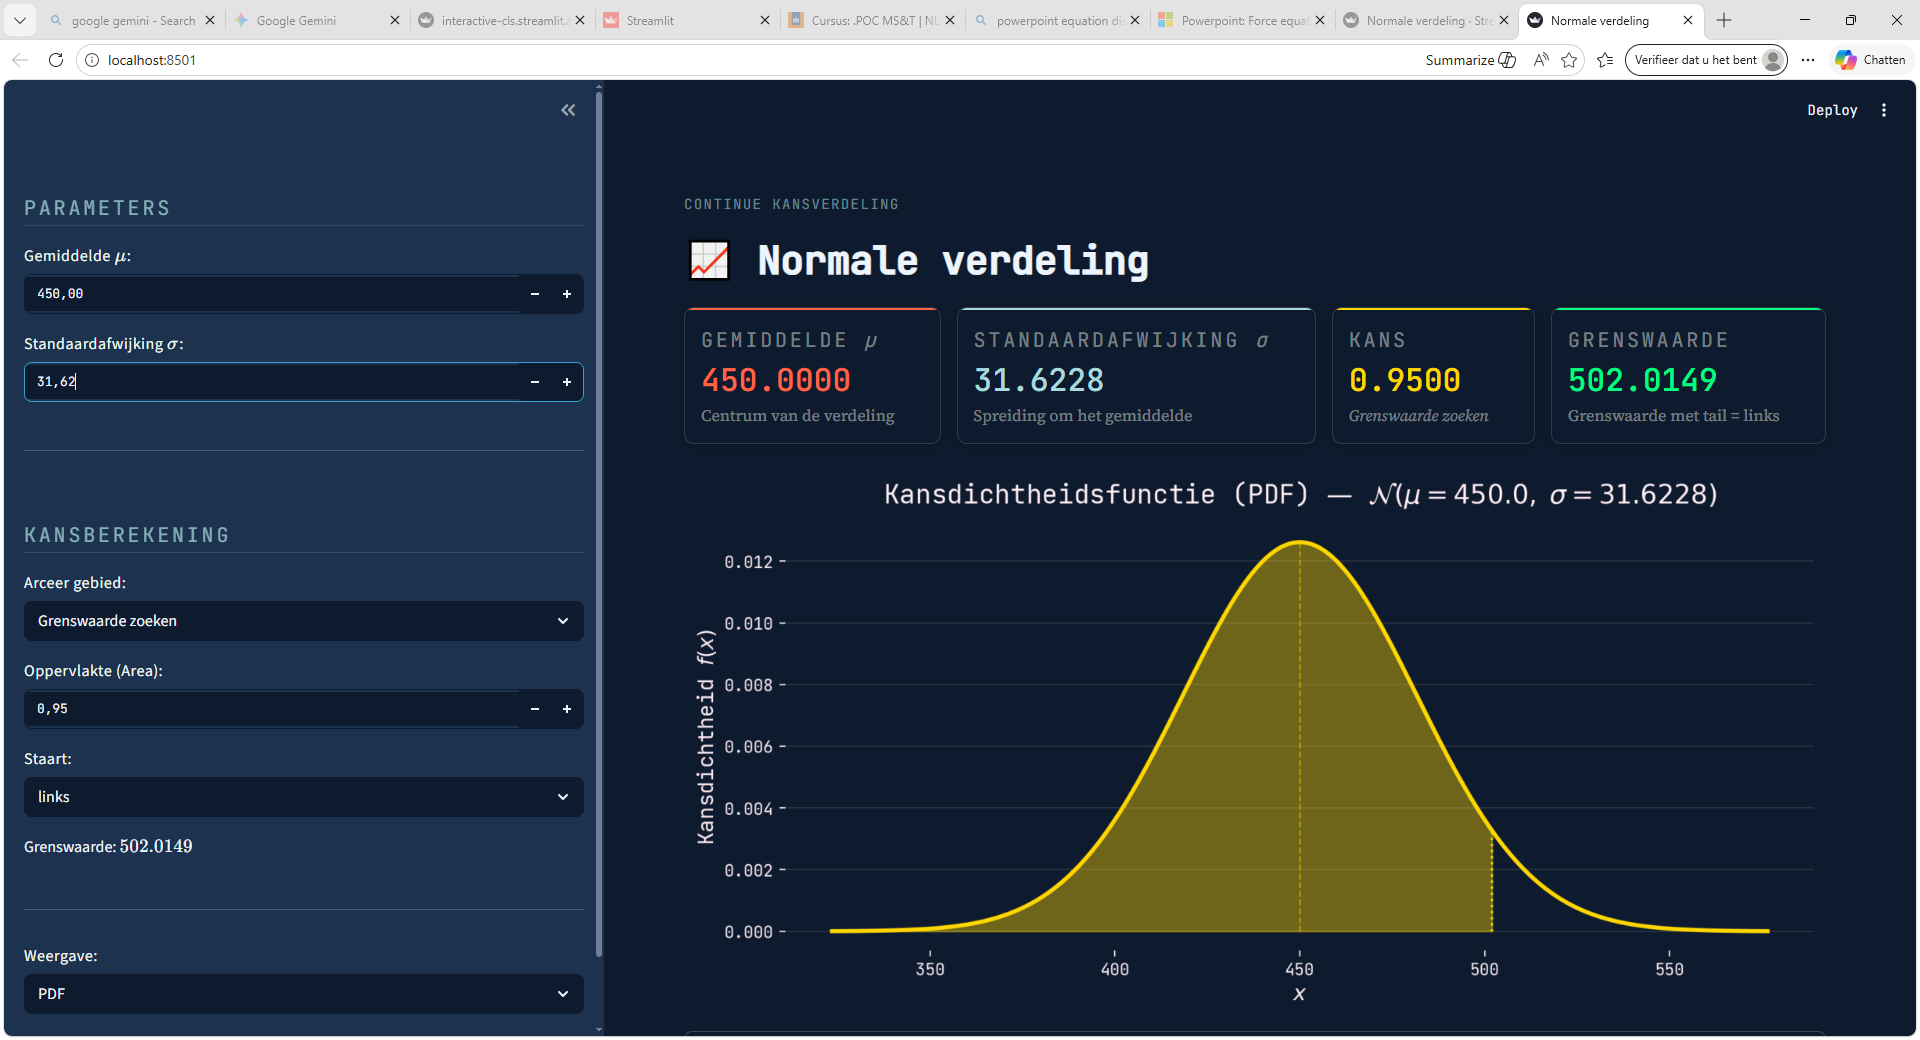 google gemini - Search
Google Gemini
interactive-cls.streamlit.a
Streamlit
Cursus: .POC MS&T | NL
powerpoint equation di
Powerpoint: Force equat
Normale verdeling · Stre
Normale verdeling
localhost:8501
Summarize
Verifieer dat u het bent
Chatten
Deploy
PARAMETERS
Gemiddelde μ:
450,00
Standaardafwijking σ:
31,62
KANSBEREKENING
Arceer gebied:
Grenswaarde zoeken
Oppervlakte (Area):
0,95
Staart:
links
Grenswaarde: 502.0149
Weergave:
PDF
CONTINUE KANSVERDELING
Normale verdeling
GEMIDDELDE μ
450.0000
Centrum van de verdeling
STANDAARDAFWIJKING σ
31.6228
Spreiding om het gemiddelde
KANS
0.9500
Grenswaarde zoeken
GRENSWAARDE
502.0149
Grenswaarde met tail = links
Kansdichtheidsfunctie (PDF) — 𝒩(μ = 450.0, σ = 31.6228)
Kansdichtheid f(x)
0.012
0.010
0.008
0.006
0.004
0.002
0.000
350 400 450 500 550
x